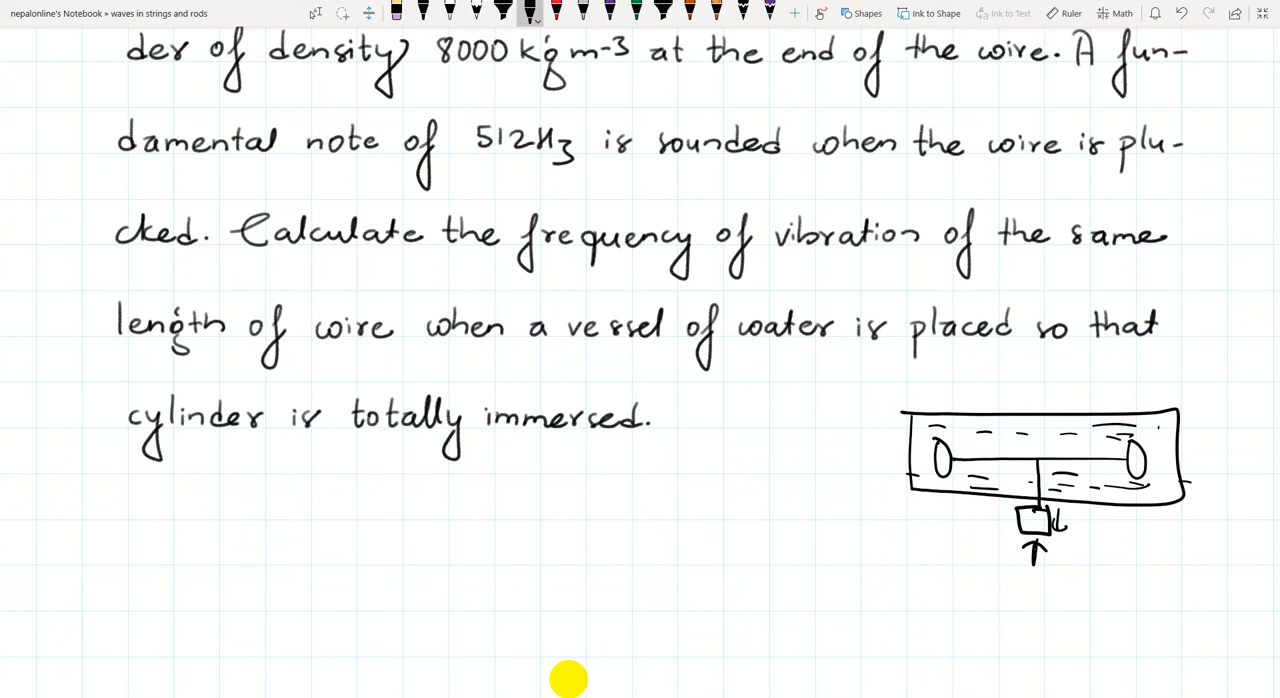 nepalonline's Notebook » waves in strings and rods
Shapes Ink to Shape Ink to Text Ruler Math
der of density 8000 kg m-3 at the end of the wire. A fun-
damental note of 512Hz is sounded when the wire is plu-
cked. Calculate the frequency of vibration of the same
length of wire when a vessel of water is placed so that
cylinder is totally immersed.